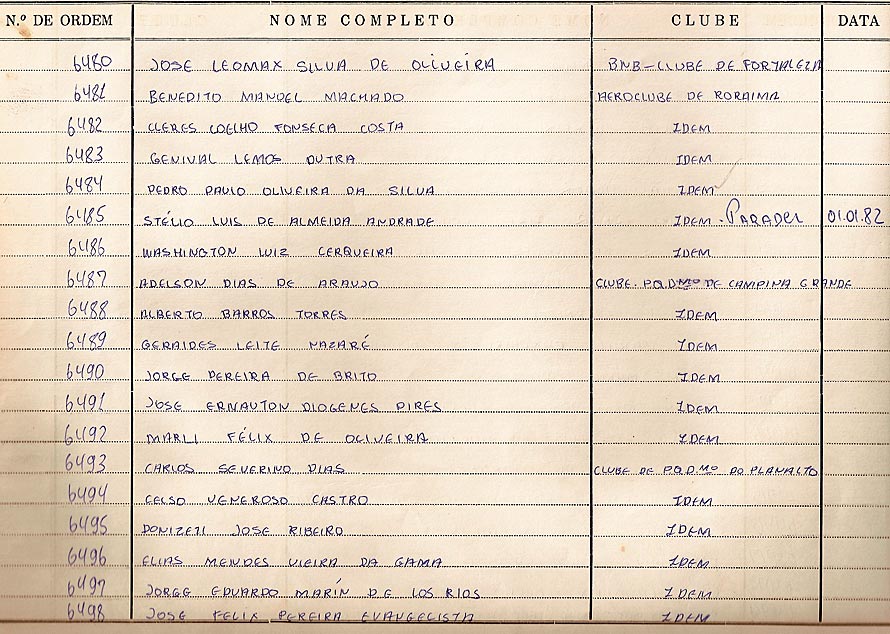 N.º DE ORDEM NOME COMPLETO CLUBE DATA
6480 JOSE LEOMAX SILVA DE OLIVEIRA BNB-CLUBE DE FORTALEZA
6481 BENEDITO MANOEL MACHADO AEROCLUBE DE RORAIMA
6482 CLERES COELHO FONSECA COSTA IDEM
6483 GENIVAL LEMOS DUTRA IDEM
6484 PEDRO PAULO OLIVEIRA DA SILVA IDEM
6485 STÉLIO LUIS DE ALMEIDA ANDRADE IDEM - PARADEL 01.01.82
6486 WASHINGTON LUIZ CERQUEIRA IDEM
6487 ADELSON DIAS DE ARAUJO CLUBE. PQDMº DE CAMPINA GRANDE
6488 ALBERTO BARROS TORRES IDEM
6489 GERAIDES LEITE NAZARÉ IDEM
6490 JORGE PEREIRA DE BRITO IDEM
6491 JOSE ERNAUTON DIOGENES PIRES IDEM
6492 MARLI FÉLIX DE OLIVEIRA IDEM
6493 CARLOS SEVERINO DIAS CLUBE DE PQDMº DO PLANALTO
6494 CELSO VENEROSO CASTRO IDEM
6495 DONIZETI JOSE RIBEIRO IDEM
6496 ELIAS MENDES VIEIRA DA GAMA IDEM
6497 JORGE EDUARDO MARÍN DE LOS RIOS IDEM
6498 JOSE FELIX PEREIRA EVANGELISTA IDEM